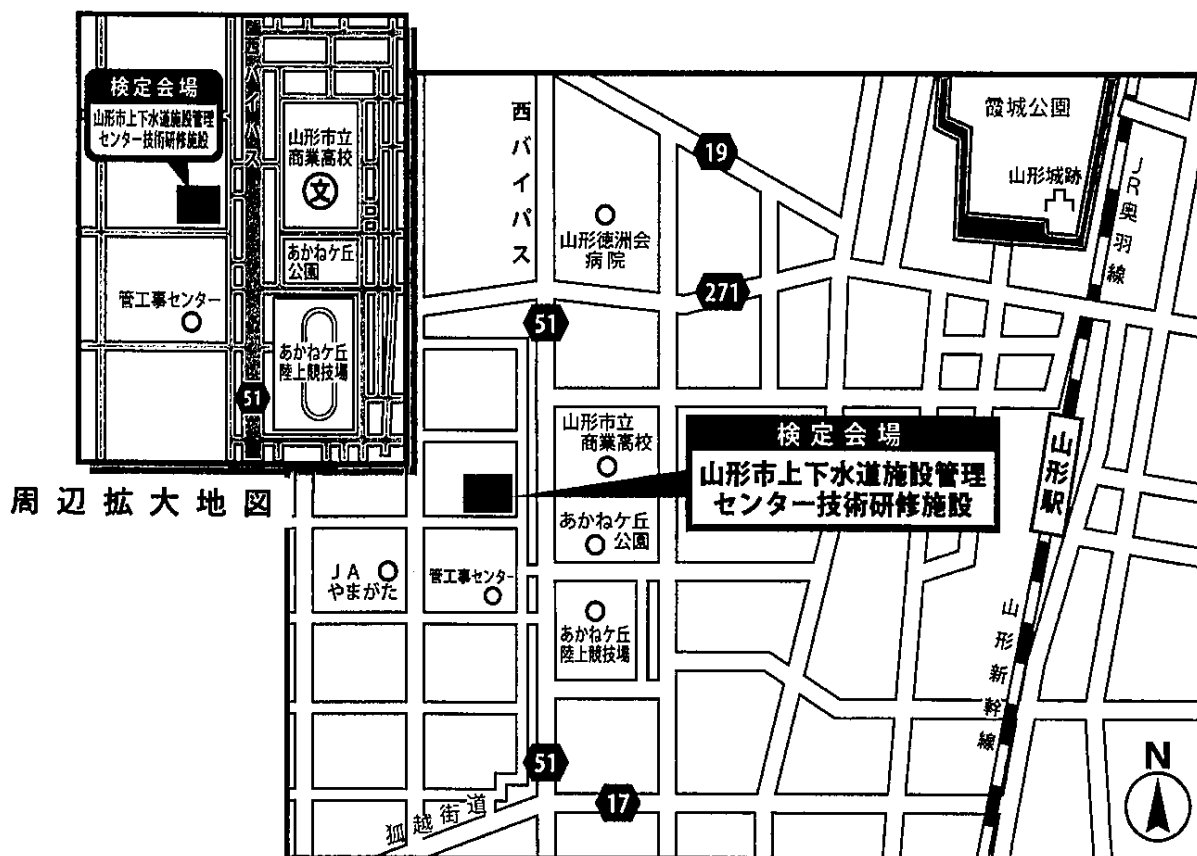 検定会場
山形市上下水道施設管理
センター技術研修施設
西バイパス
山形市立
商業高校
文
あかねケ丘
公園
管工事センター
あかねケ丘
陸上競技場
51
周辺拡大地図
西バイパス
19
霞城公園
山形城跡
JR奥羽線
山形徳洲会
病院
271
51
山形市立
商業高校
検定会場
山形市上下水道施設管理
センター技術研修施設
山形駅
あかねケ丘
公園
JA
やまがた
管工事センター
あかねケ丘
陸上競技場
山形新幹線
51
17
狐越街道
N